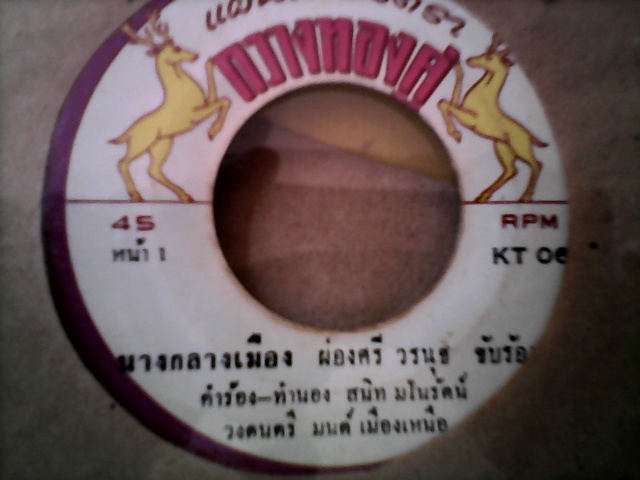 กวางทองคู่
45 RPM
หน้า 1 KT 06
นางกลางเมือง ผ่องศรี วรนุช ขับร้อง
คำร้อง-ทำนอง สนิท มโนรัตน์
วงดนตรี มนต์ เมืองเหนือ